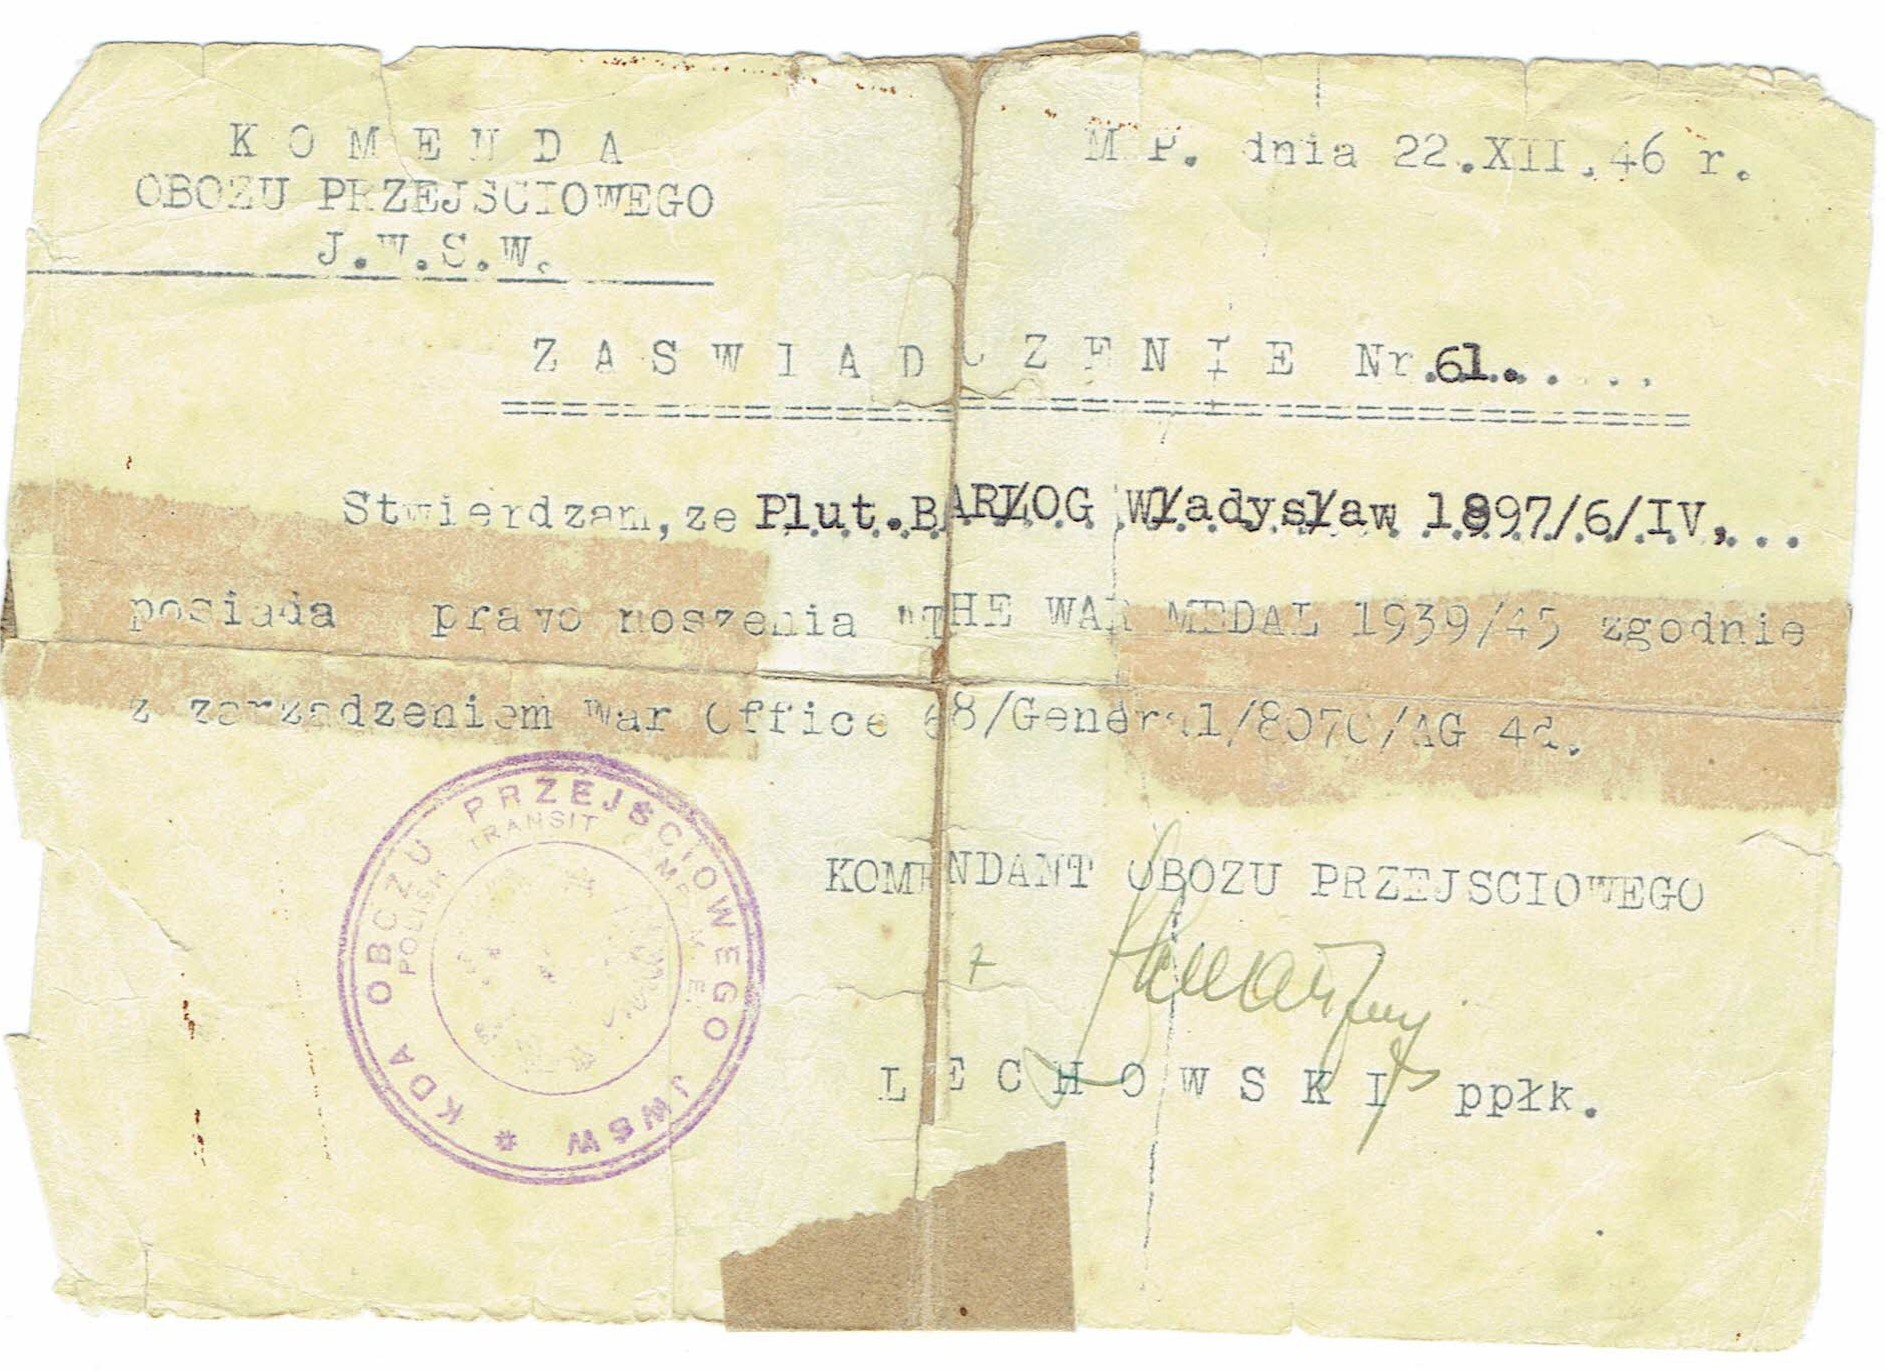 K O M E N D A
OBOZU PRZEJSCIOWEGO
J.W.S.W.
M.P. dnia 22.XII.46 r.
Z A S W I A D C Z E N I E Nr.61......
Stwierdzam, ze Plut. BARŁOG Władysław 1897/6/IV,...
posiada prawo noszenia "THE WAR MEDAL 1939/45 zgodnie
z zarzadzeniem War Office 68/General/8070/AG 4d.
KDA OBOZU PRZEJSCIOWEGO JWSW *
POLISH TRANSIT CAMP M.E.
KOMENDANT OBOZU PRZEJSCIOWEGO
L E C H O W S K I ppłk.